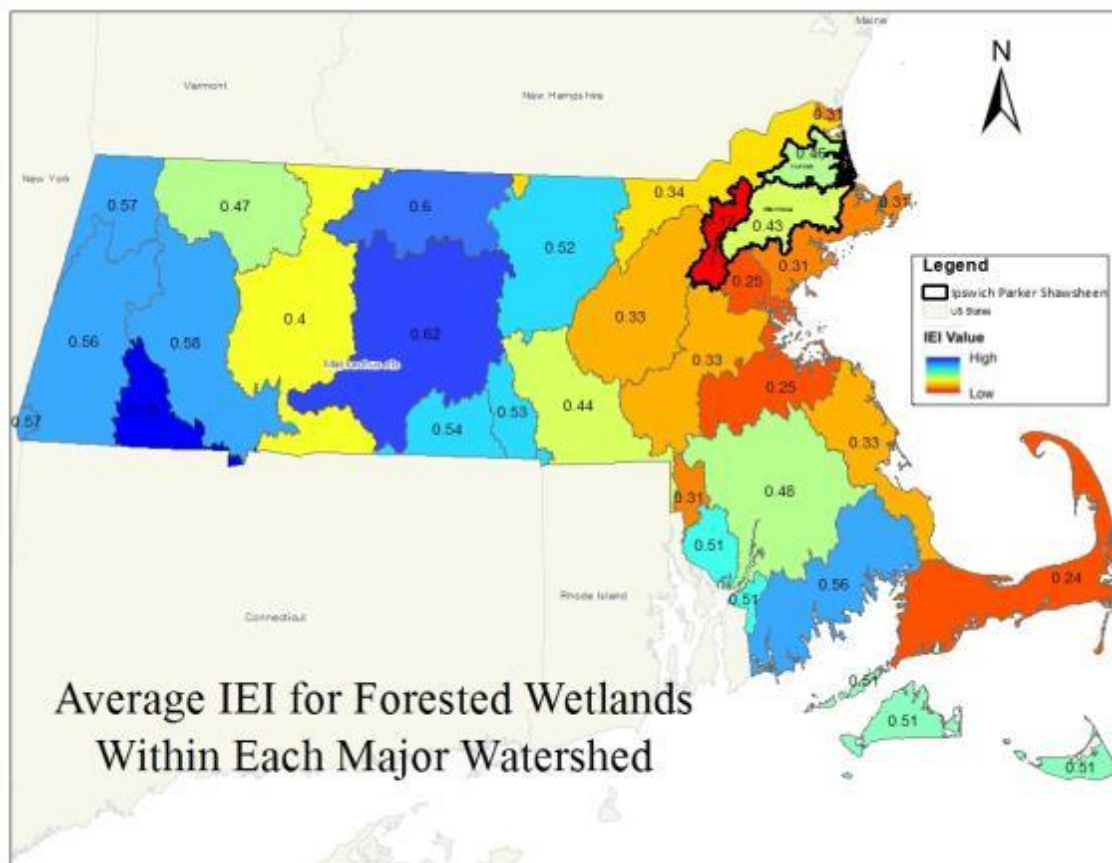 Maine
Vermont
New Hampshire
N
0.31
0.46
New York
0.57
0.47
0.34
0.6
0.31
0.43
0.52
0.31
0.25
Legend
Ipswich Parker Shawsheen
US States
IEI Value
High
Low
0.33
0.4
0.62
0.56
0.58
0.33
Massachusetts
0.25
0.44
0.53
0.57
0.54
0.33
0.48
0.31
0.51
0.24
0.56
0.51
Rhode Island
Connecticut
0.51
Average IEI for Forested Wetlands
0.51
Within Each Major Watershed
0.51